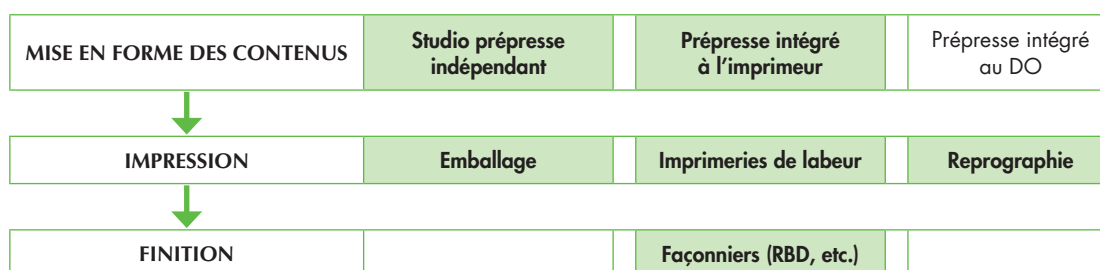 MISE EN FORME DES CONTENUS
Studio prépresse
indépendant
Prépresse intégré
à l'imprimeur
Prépresse intégré
au DO
IMPRESSION
Emballage
Imprimeries de labeur
Reprographie
FINITION
Façonniers (RBD, etc.)